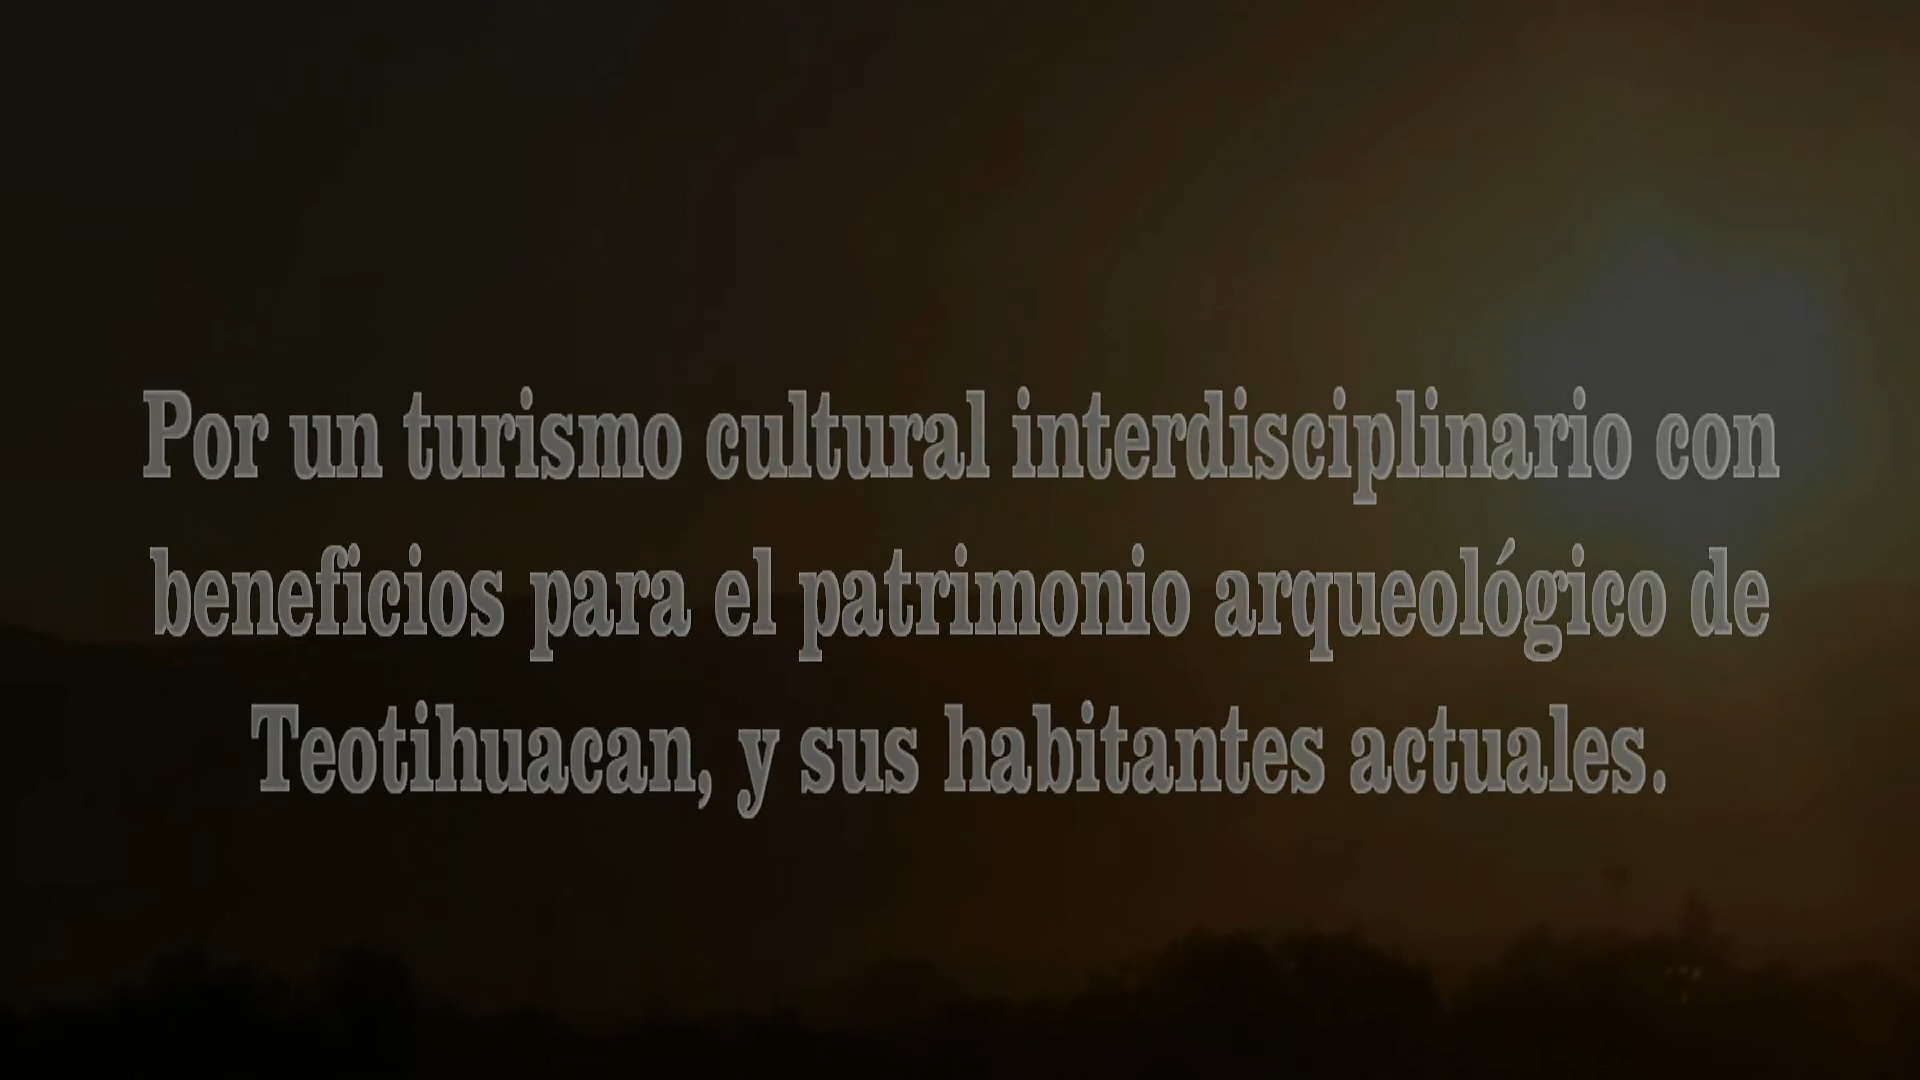 Por un turismo cultural interdisciplinario con
beneficios para el patrimonio arqueológico de
Teotihuacan, y sus habitantes actuales.